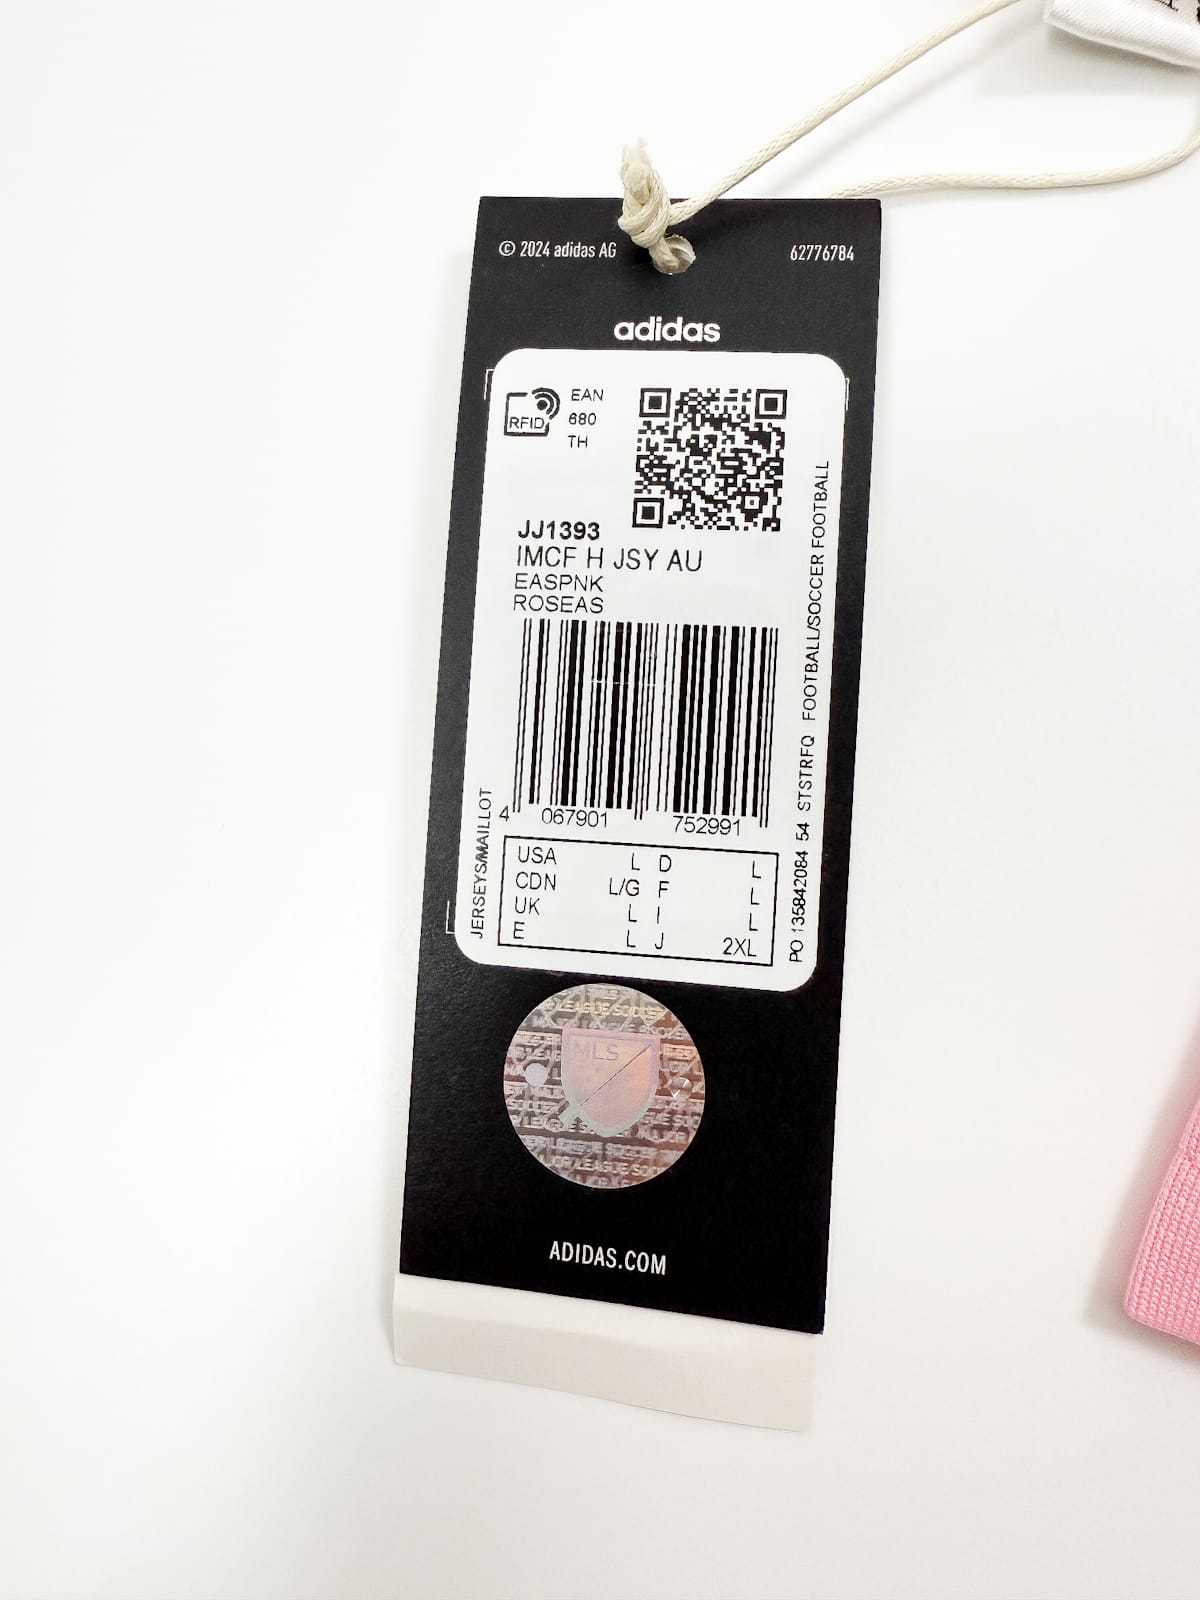 © 2024 adidas AG
62776784
adidas
RFID
EAN
680
TH
JJ1393
IMCF H JSY AU
EASPNK
ROSEAS
4 067901 752991
USA L D L
CDN L/G F L
UK L I L
E L J 2XL
JERSEYS/MAILLOT
PO 135842084 54 STSTRFQ FOOTBALL/SOCCER FOOTBALL
MLS
ADIDAS.COM